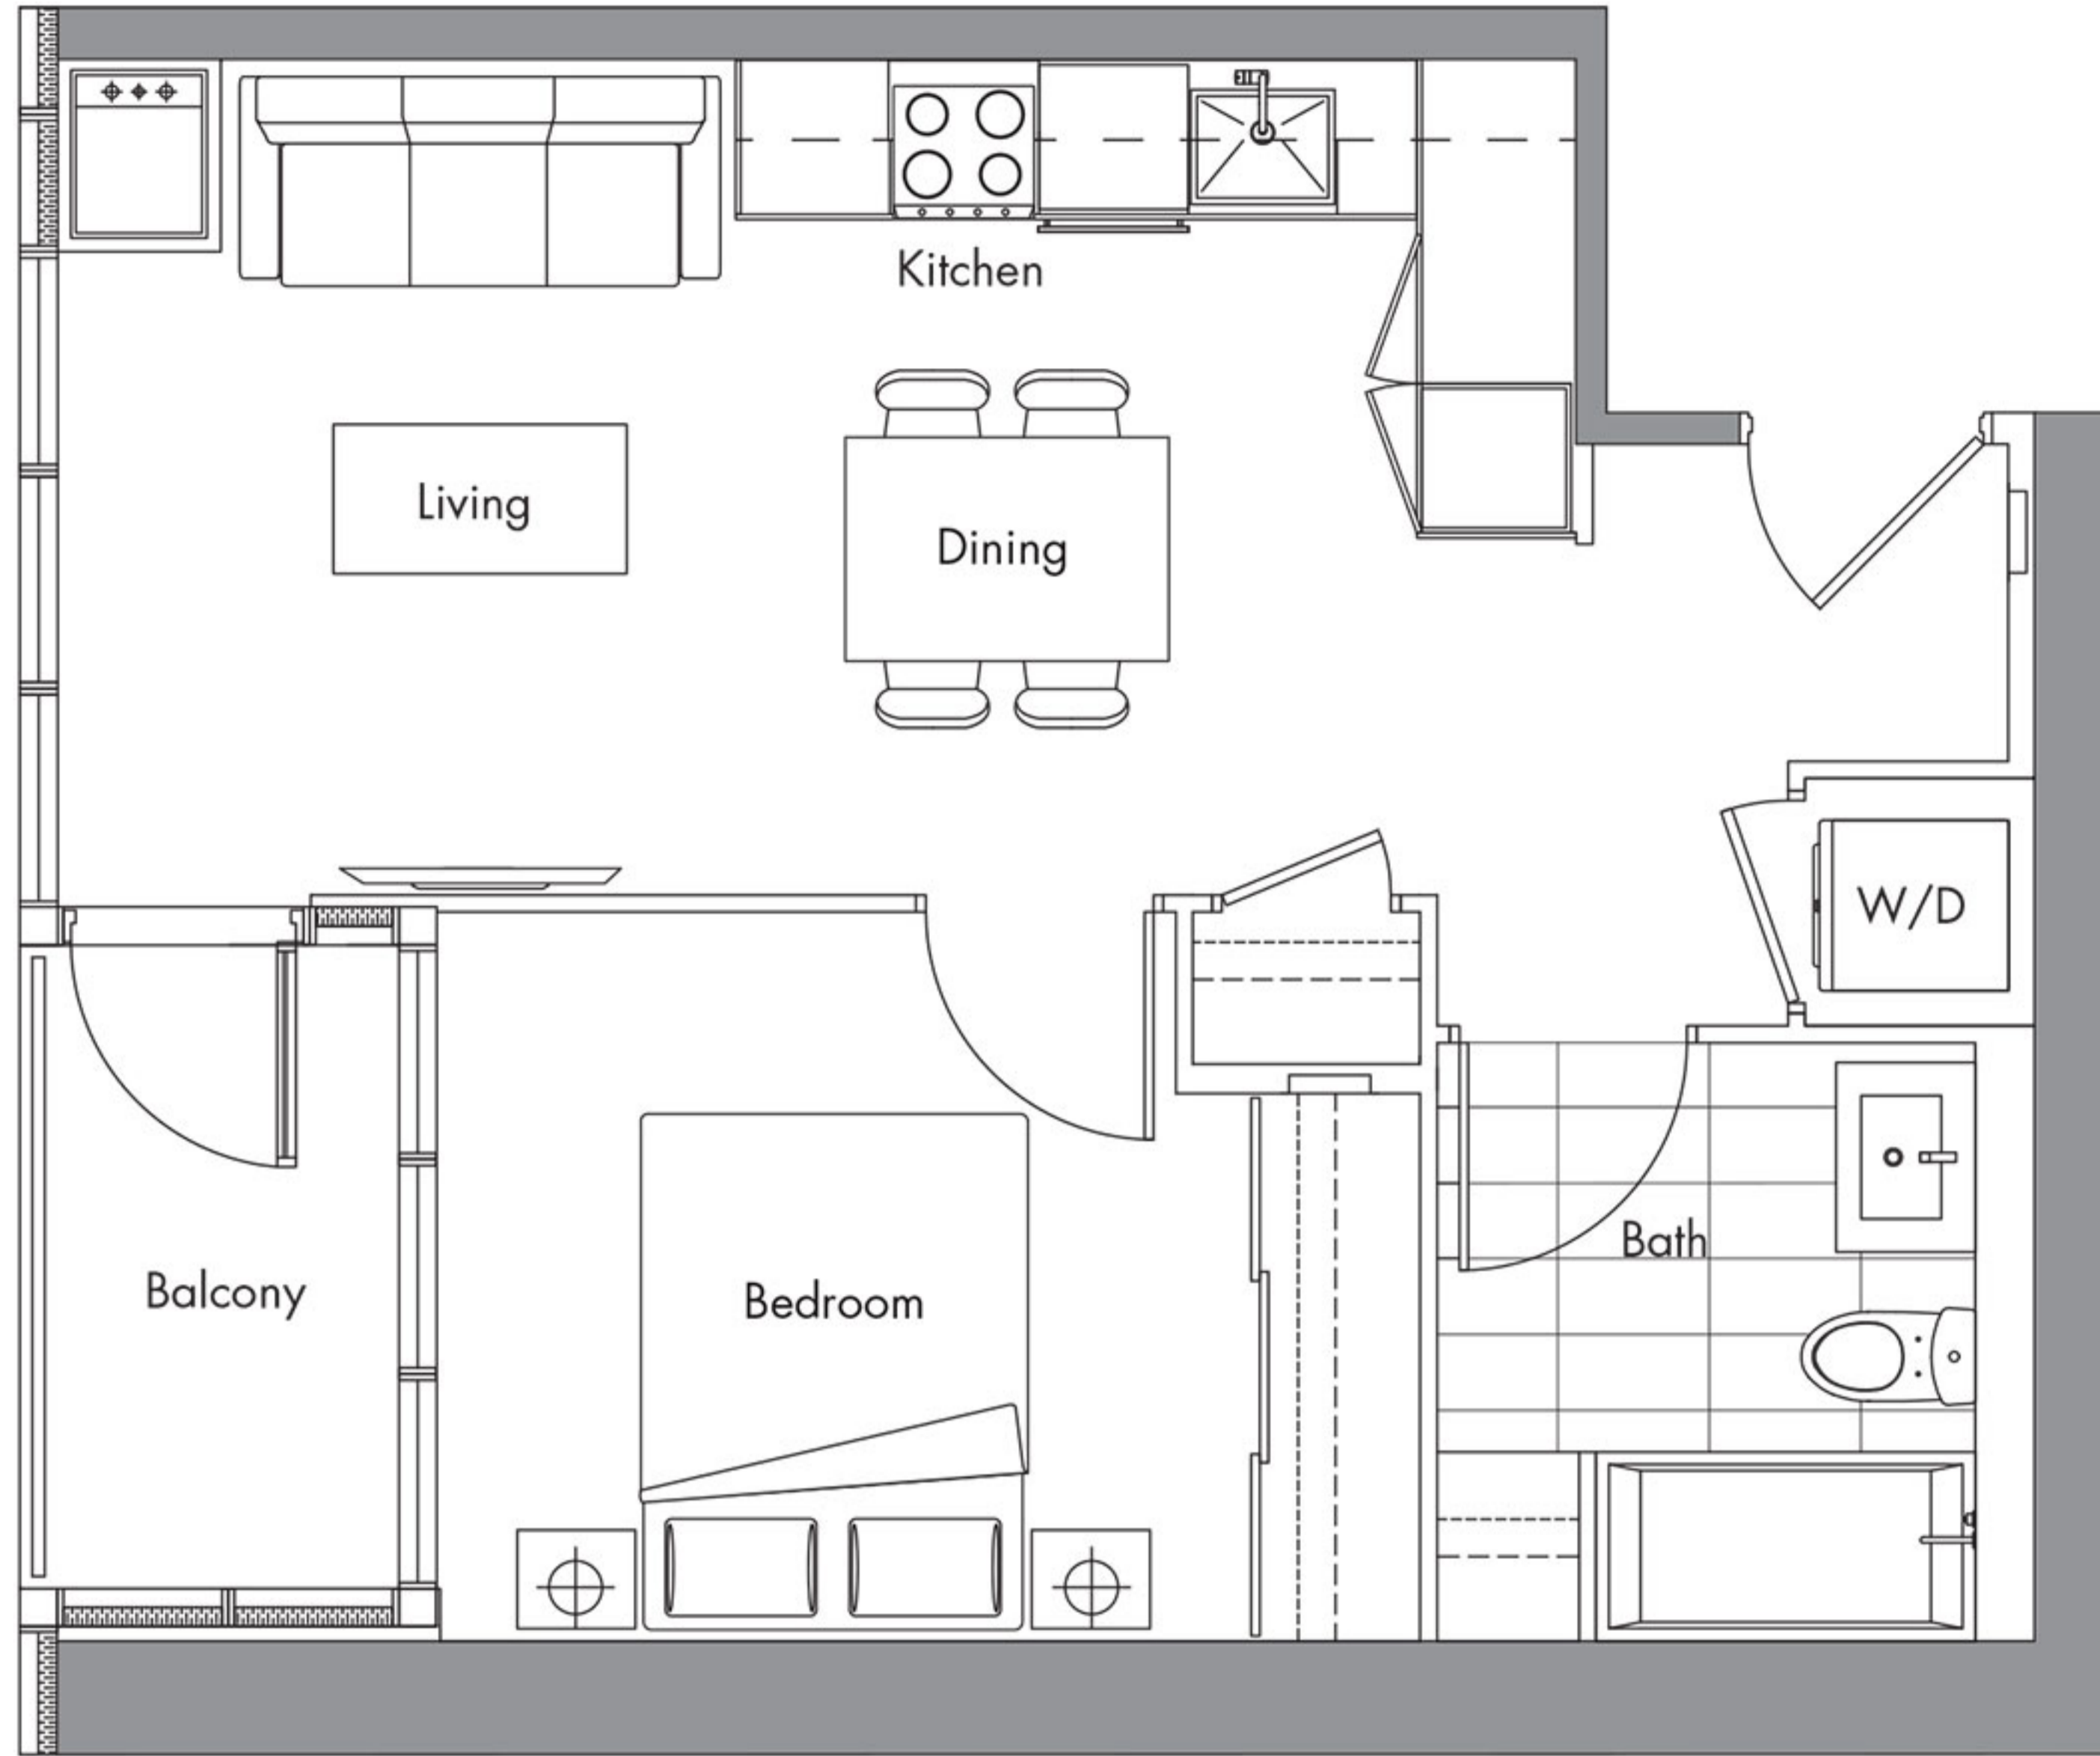 Kitchen
Living
Dining
W/D
Bath
Balcony
Bedroom